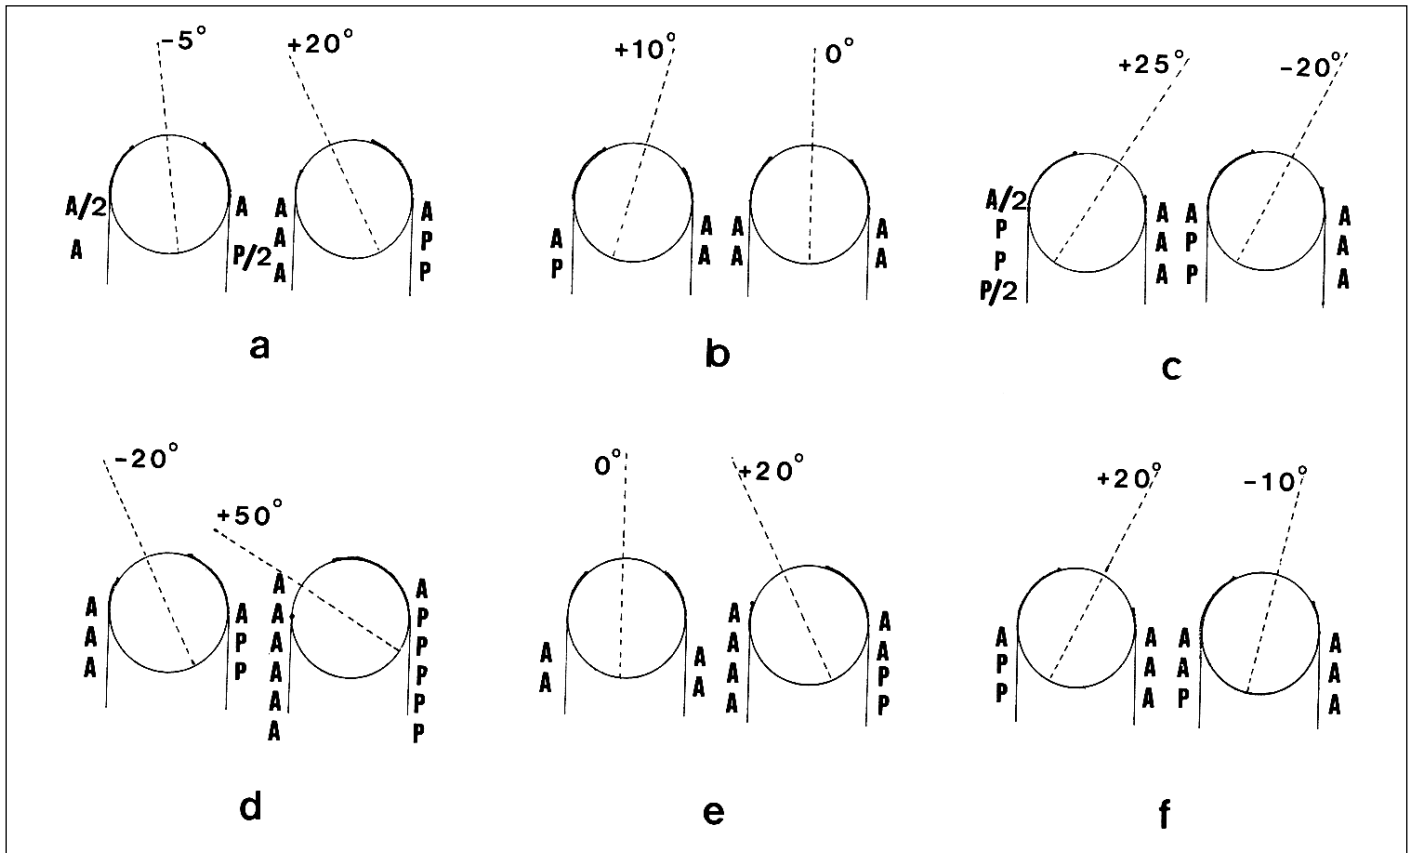 -5° +20°
A/2 A A A
A P/2 A P
A P
a
+10° 0°
A A A A
P A A A
b
+25° -20°
A/2 A A A
P A P A
P A P A
P/2
c
-20° +50°
A A A A
A P A P
A P A P
A P
A P
A P
d
0° +20°
A A A A
A A A A
A P
A P
e
+20° -10°
A A A A
P A A A
P A P A
f